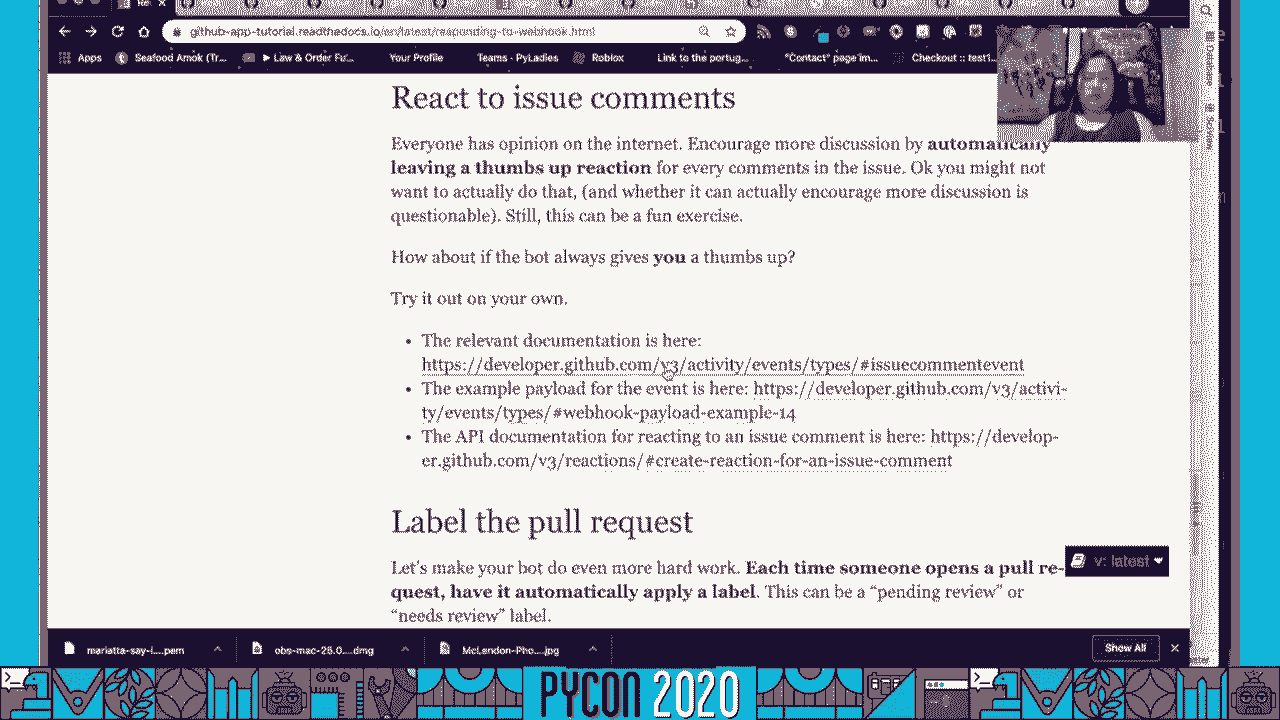 github-app-tutorial.readthedocs.io/en/latest/responding-to-webhook.html
Apps Seafood Amok (Tr... ► Law & Order Fu... Your Profile Teams · PyLadies Roblox Link to the portug... "Contact" page im... Checkout :: test1...
React to issue comments
Everyone has opinion on the internet. Encourage more discussion by automatically
leaving a thumbs up reaction for every comments in the issue. Ok you might not
want to actually do that, (and whether it can actually encourage more discussion is
questionable). Still, this can be a fun exercise.
How about if the bot always gives you a thumbs up?
Try it out on your own.
• The relevant documentation is here:
https://developer.github.com/v3/activity/events/types/#issuecommentevent
• The example payload for the event is here: https://developer.github.com/v3/activi-
ty/events/types/#webhook-payload-example-14
• The API documentation for reacting to an issue comment is here: https://develop-
er.github.com/v3/reactions/#create-reaction-for-an-issue-comment
Label the pull request
Let's make your bot do even more hard work. Each time someone opens a pull re-
quest, have it automatically apply a label. This can be a "pending review" or
"needs review" label.
v: latest
mariatta-say-i....pem obs-mac-25.0....dmg McLendon-Pho....jpg Show All
PYCON 2020